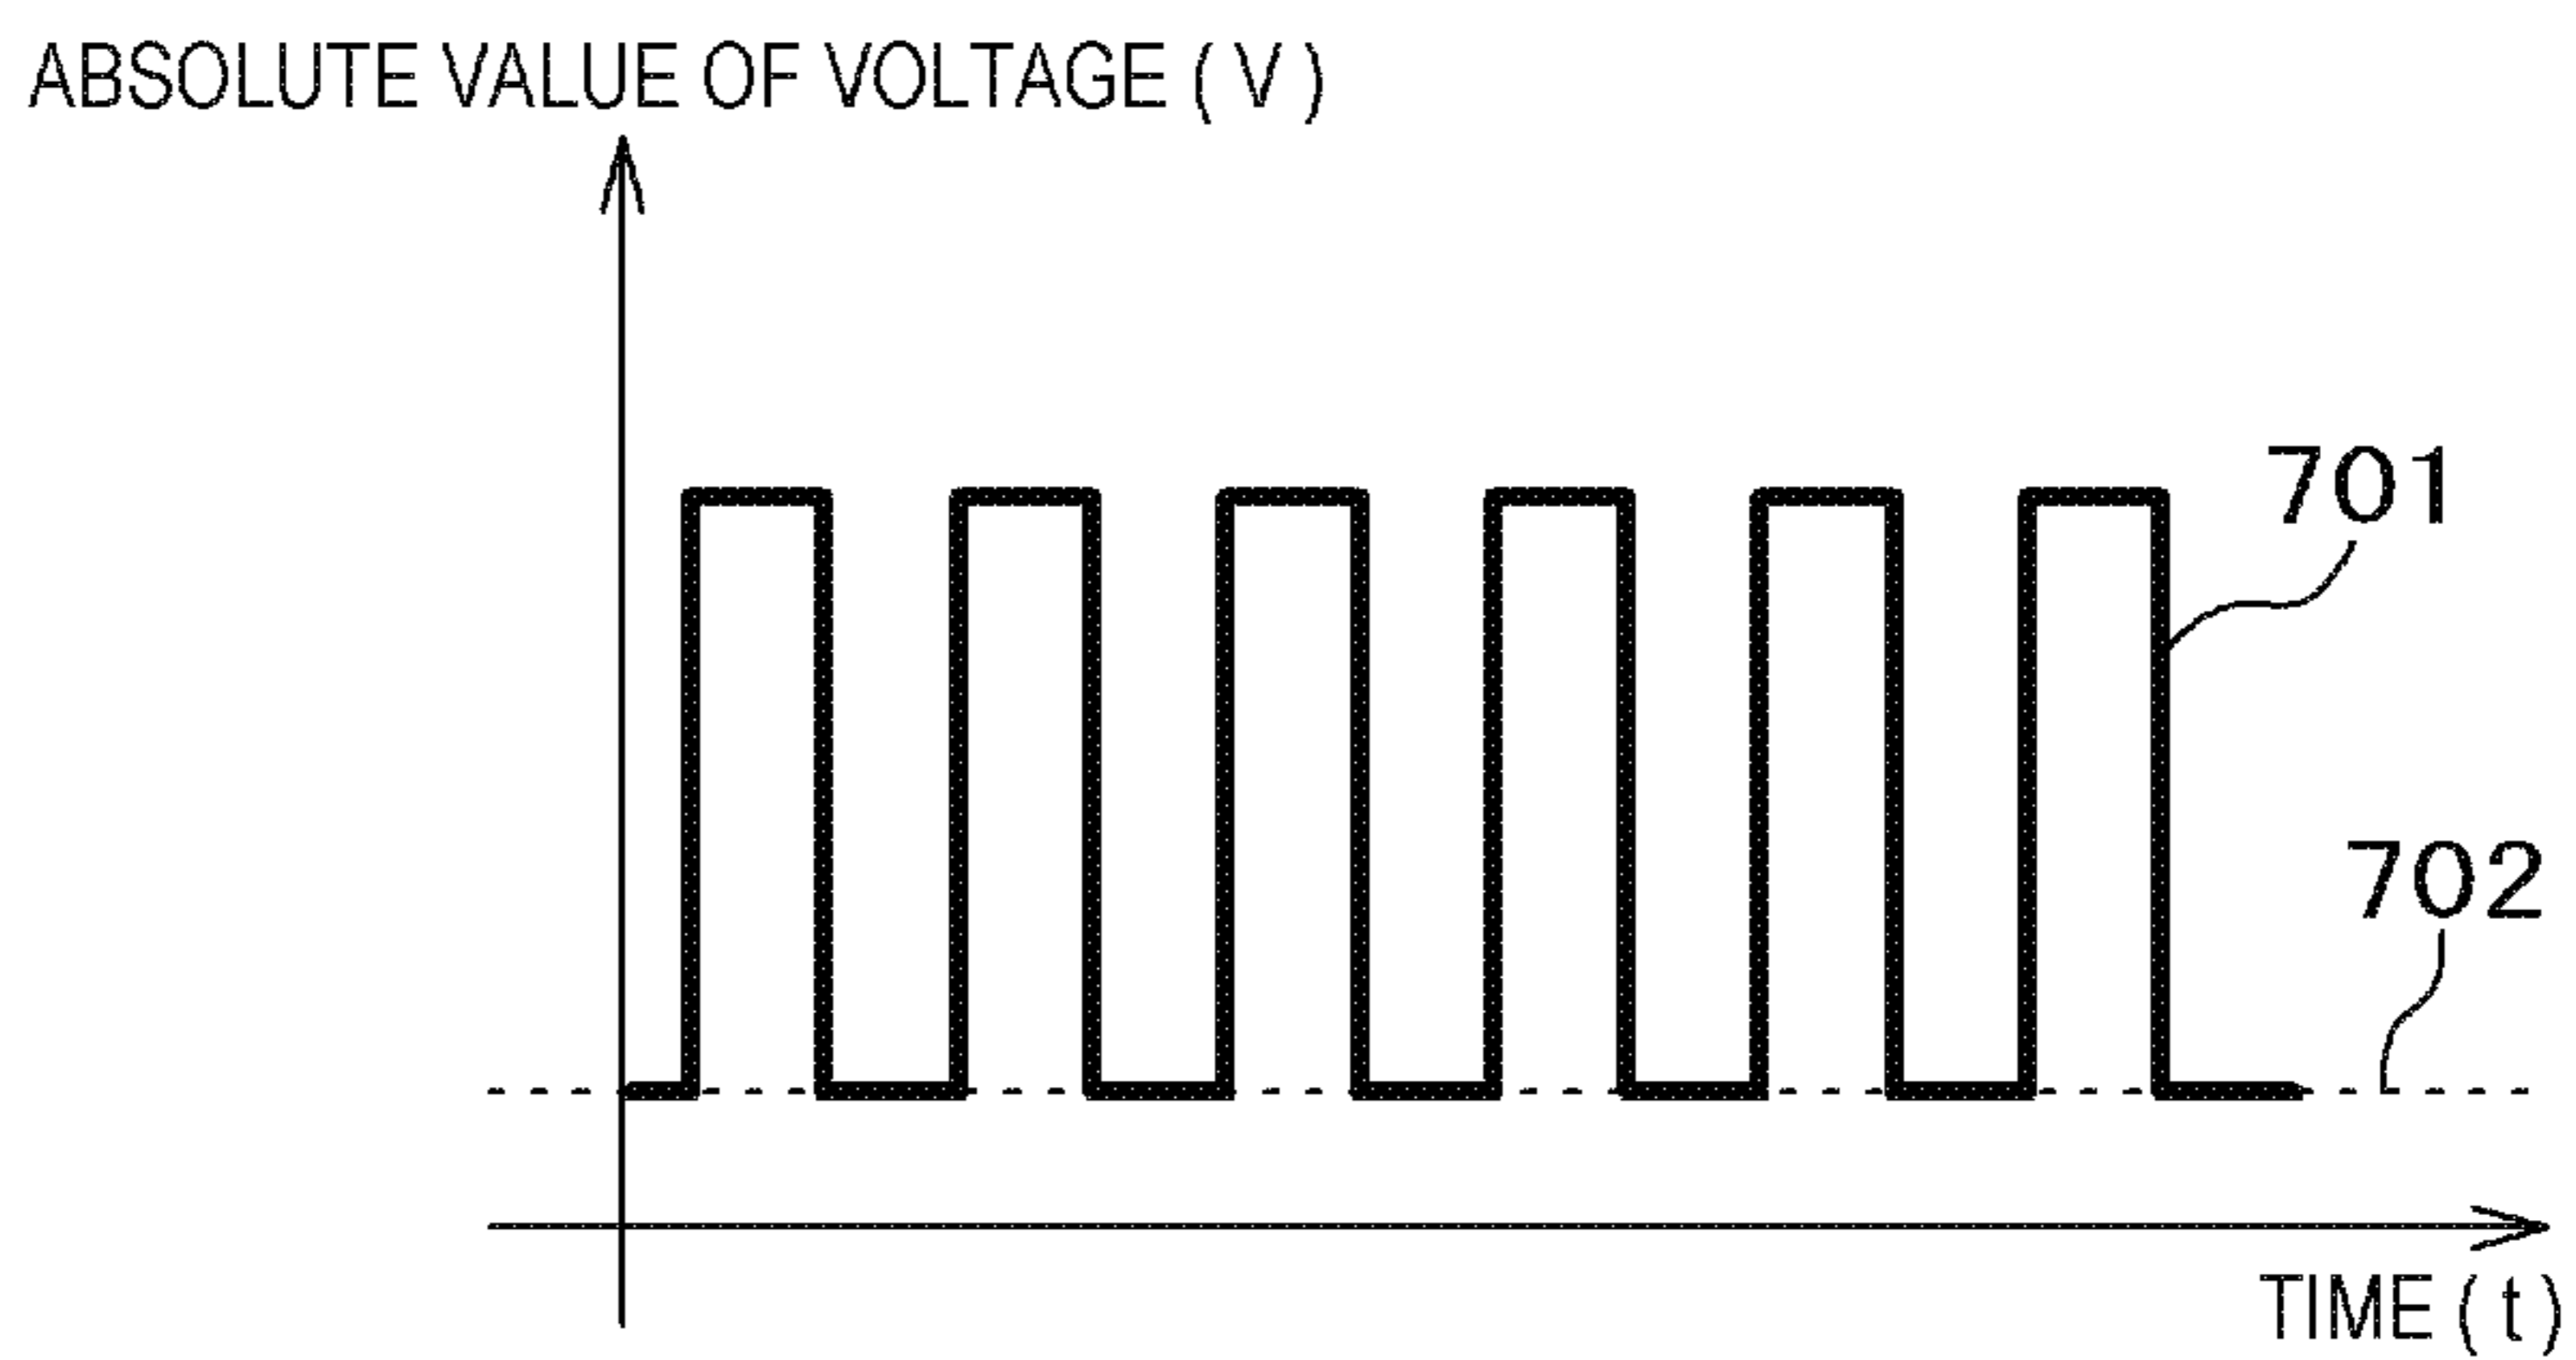 ABSOLUTE VALUE OF VOLTAGE ( V )
701
702
TIME ( t )